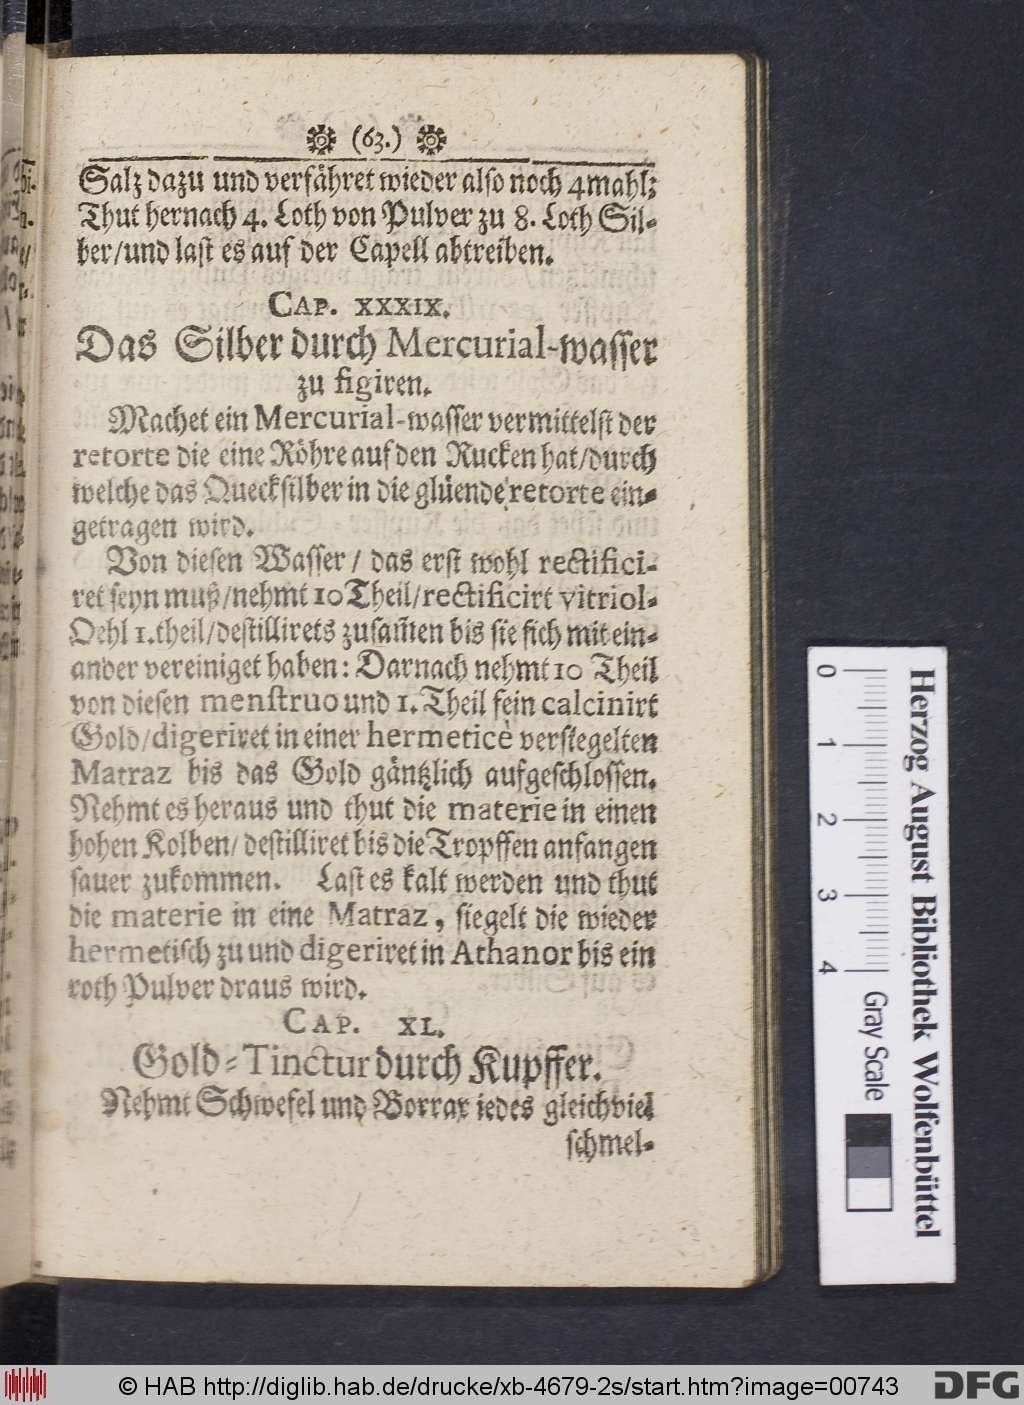 (63.)
Salz dazu und verfähret wieder also noch 4mahl;
Thut hernach 4. Loth von Pulver zu 8. Loth Sil-
ber/und last es auf der Capell abtreiben.
CAP. XXXIX.
Das Silber durch Mercurial-wasser
zu figiren.
Machet ein Mercurial-wasser vermittelst der
retorte die eine Röhre auf den Rucken hat/durch
welche das Quecksilber in die glüende retorte ein-
getragen wird.
Von diesen Wasser/ das erst wohl rectifici-
ret seyn muß/nehmt 10 Theil/rectificirt vitriol-
Oehl 1. theil/destillirets zusam̃en bis sie sich mit ein-
ander vereiniget haben: Darnach nehmt 10 Theil
von diesen menstruo und 1. Theil fein calcinirt
Gold/digeriret in einer hermeticè versiegelten
Matraz bis das Gold gäntzlich aufgeschlossen.
Nehmt es heraus und thut die materie in einen
hohen Kolben/ destilliret bis die Tropffen anfangen
sauer zukommen. Last es kalt werden und thut
die materie in eine Matraz, siegelt die wieder
hermetisch zu und digeriret in Athanor bis ein
roth Pulver draus wird.
CAP. XL.
Gold-Tinctur durch Kupffer.
Nehmt Schwefel und Borrax iedes gleichviel
schmel-
0 1 2 3 4
Herzog August Bibliothek Wolfenbüttel
Gray Scale
© HAB http://diglib.hab.de/drucke/xb-4679-2s/start.htm?image=00743
DFG